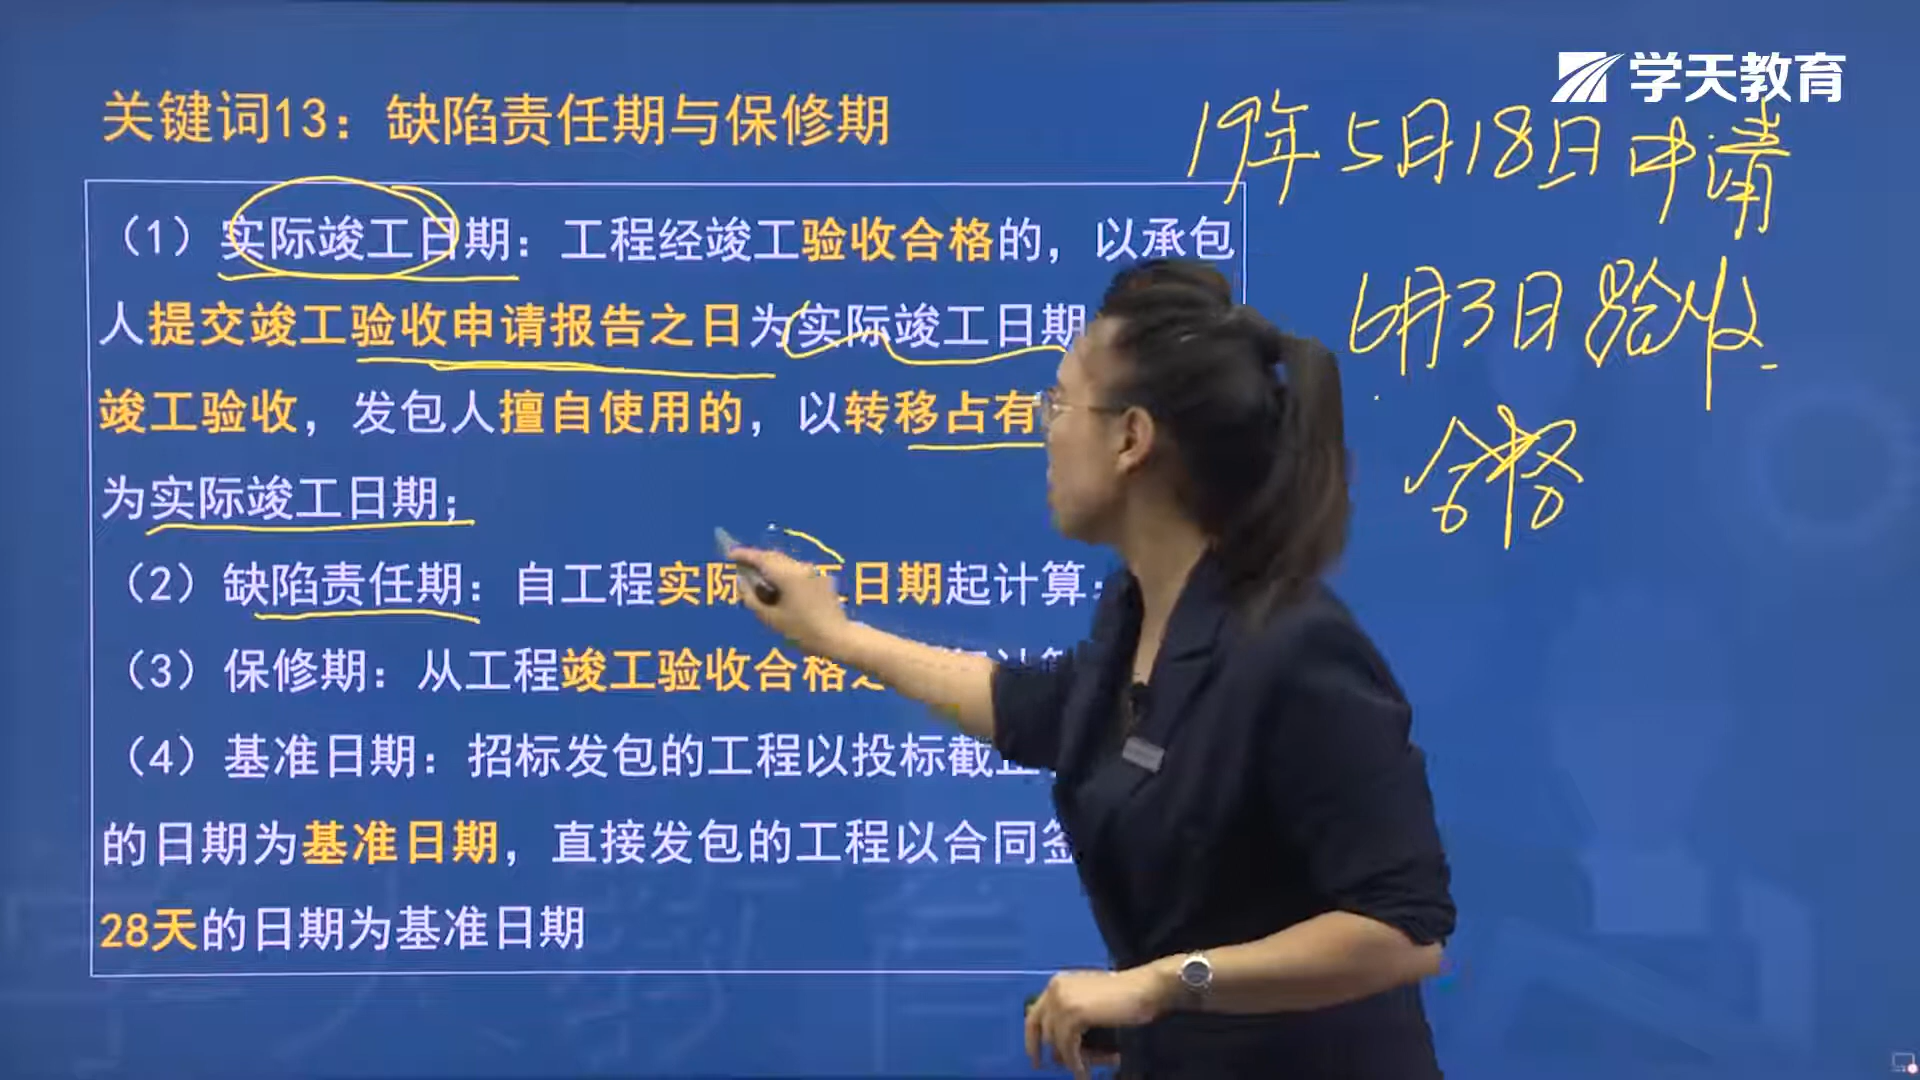 学天教育
关键词13：缺陷责任期与保修期
19年5月18日申请
6月3日验收
合格
（1）实际竣工日期：工程经竣工验收合格的，以承包
人提交竣工验收申请报告之日为实际竣工日期
竣工验收，发包人擅自使用的，以转移占有
为实际竣工日期；
（2）缺陷责任期：自工程实际 工日期起计算；
（3）保修期：从工程竣工验收合格之
（4）基准日期：招标发包的工程以投标截止
的日期为基准日期，直接发包的工程以合同签
28天的日期为基准日期